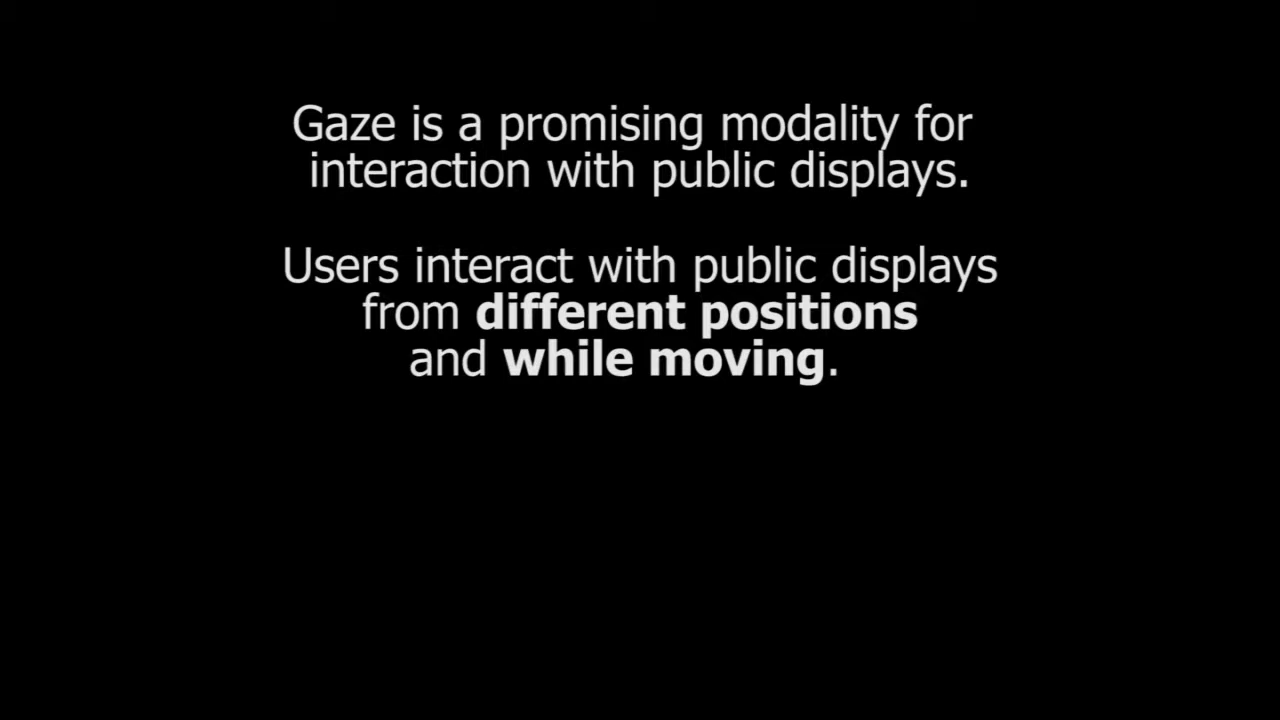 Gaze is a promising modality for
interaction with public displays.
Users interact with public displays
from different positions
and while moving.